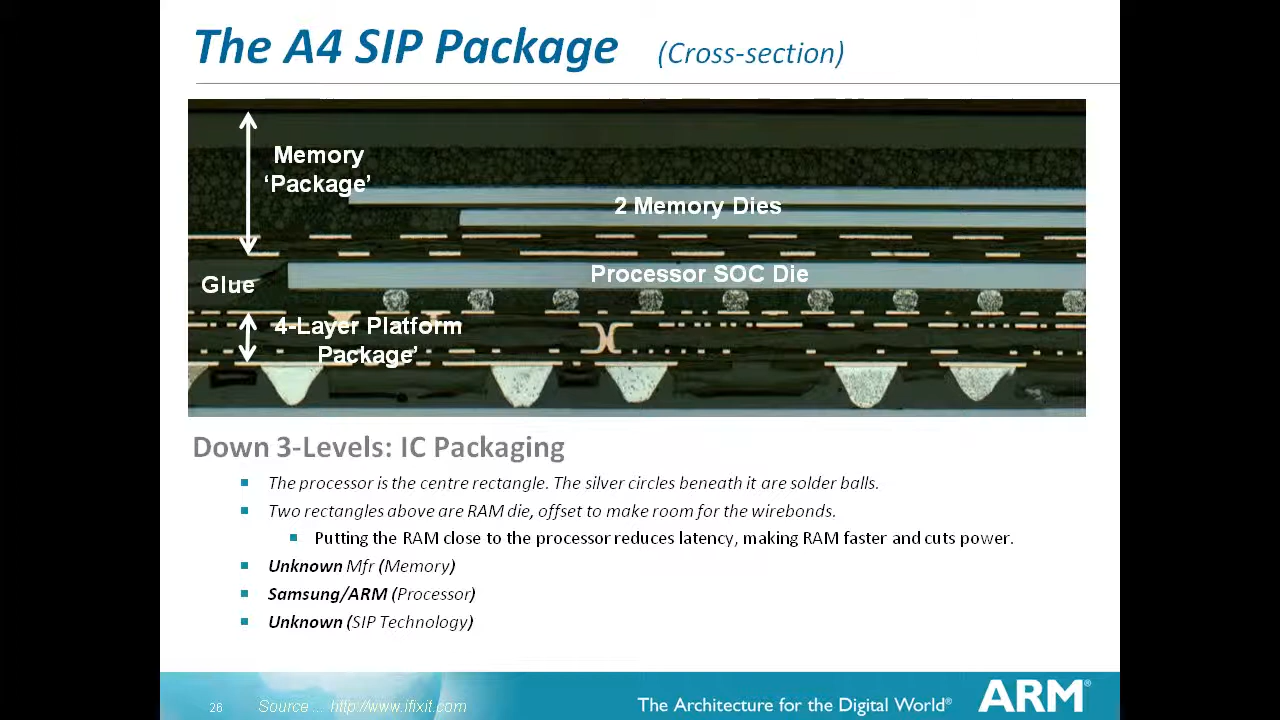 The A4 SIP Package (Cross-section)
Memory
‘Package’
2 Memory Dies
Processor SOC Die
Glue
4-Layer Platform
Package’
Down 3-Levels: IC Packaging
The processor is the centre rectangle. The silver circles beneath it are solder balls.
Two rectangles above are RAM die, offset to make room for the wirebonds.
Putting the RAM close to the processor reduces latency, making RAM faster and cuts power.
Unknown Mfr (Memory)
Samsung/ARM (Processor)
Unknown (SIP Technology)
26 Source ... http://www.ifixit.com
The Architecture for the Digital World® ARM®